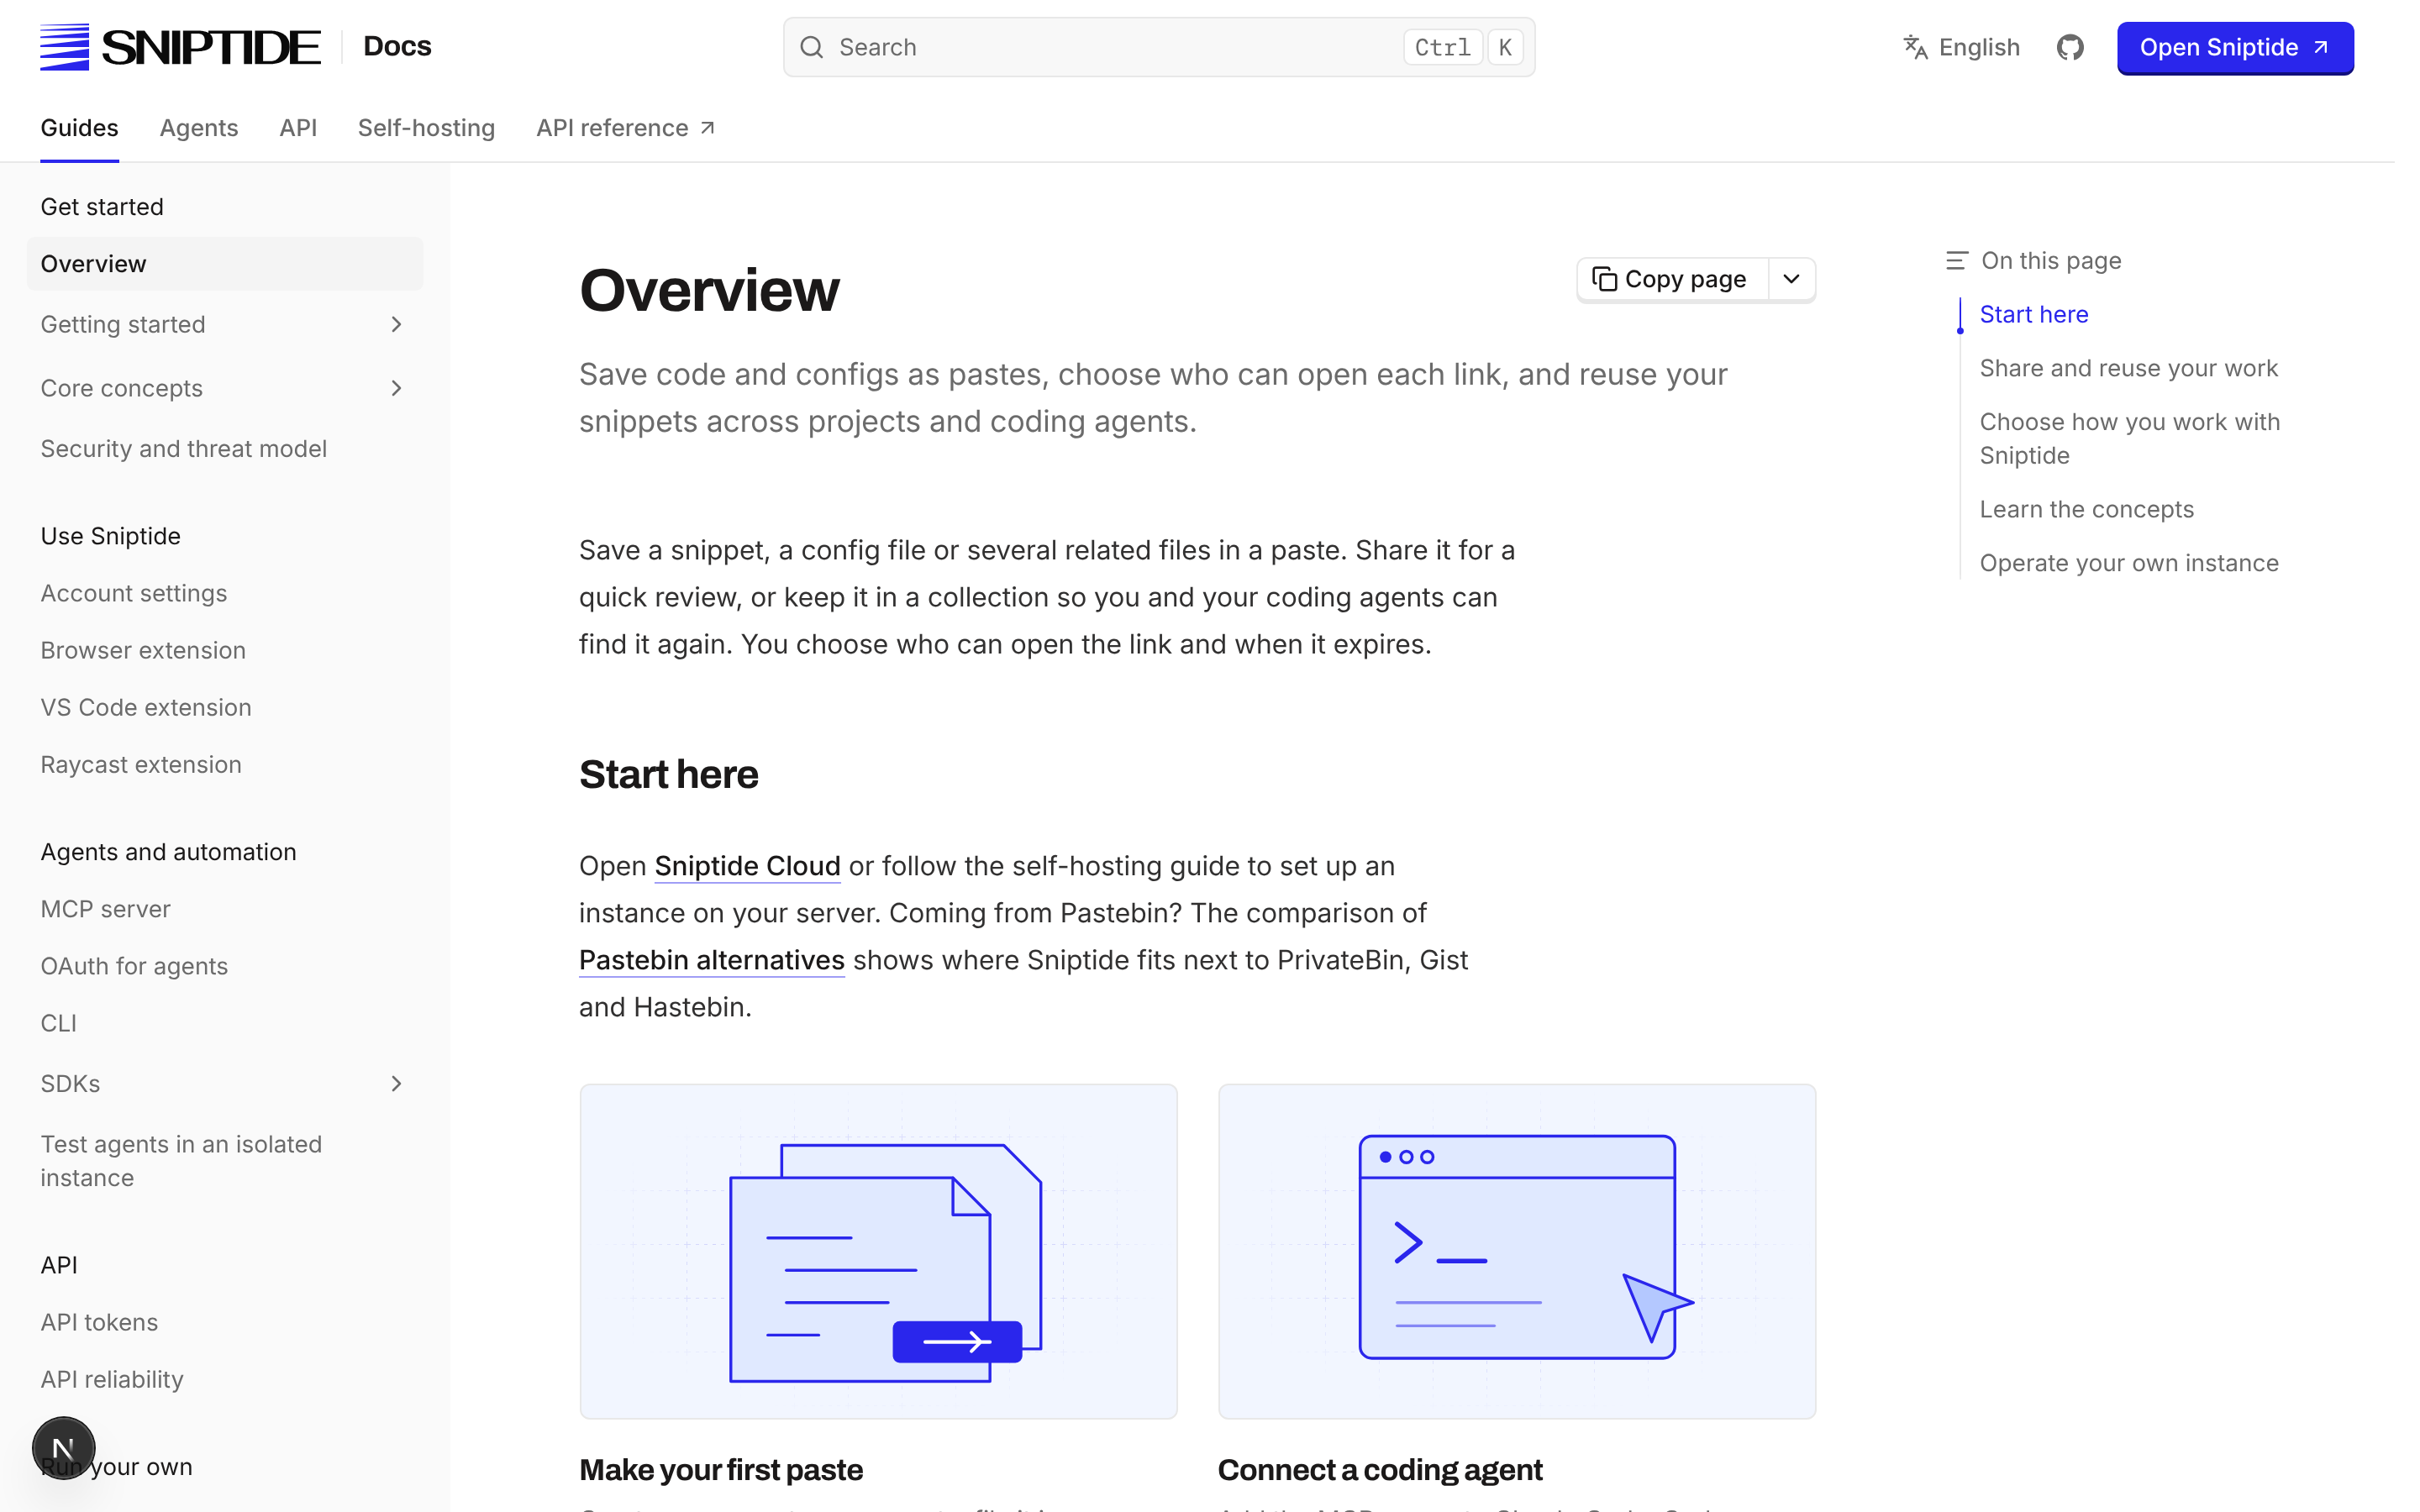 SNIPTIDE Docs
Search
Ctrl K
English
Open Sniptide
Guides
Agents
API
Self-hosting
API reference
Get started
Overview
Getting started
Core concepts
Security and threat model
Use Sniptide
Account settings
Browser extension
VS Code extension
Raycast extension
Agents and automation
MCP server
OAuth for agents
CLI
SDKs
Test agents in an isolated
instance
API
API tokens
API reliability
N
Run your own
Overview
Copy page
Save code and configs as pastes, choose who can open each link, and reuse your
snippets across projects and coding agents.
Save a snippet, a config file or several related files in a paste. Share it for a
quick review, or keep it in a collection so you and your coding agents can
find it again. You choose who can open the link and when it expires.
Start here
Open Sniptide Cloud or follow the self-hosting guide to set up an
instance on your server. Coming from Pastebin? The comparison of
Pastebin alternatives shows where Sniptide fits next to PrivateBin, Gist
and Hastebin.
Make your first paste
Connect a coding agent
On this page
Start here
Share and reuse your work
Choose how you work with
Sniptide
Learn the concepts
Operate your own instance